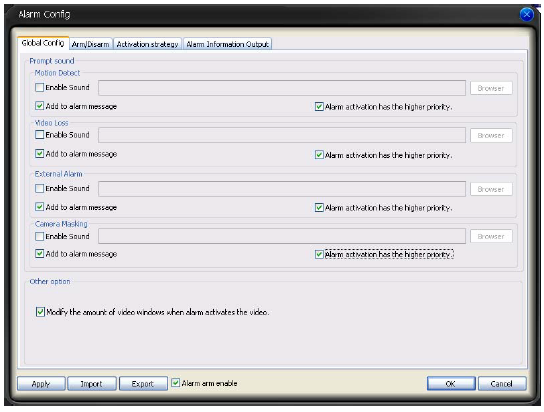 Alarm Config
Global Config Arm/Disarm Activation strategy Alarm Information Output
Prompt sound
Motion Detect
Enable Sound Browser
Add to alarm message Alarm activation has the higher priority.
Video Loss
Enable Sound Browser
Add to alarm message Alarm activation has the higher priority.
External Alarm
Enable Sound Browser
Add to alarm message Alarm activation has the higher priority.
Camera Masking
Enable Sound Browser
Add to alarm message Alarm activation has the higher priority.
Other option
Modify the amount of video windows when alarm activates the video.
Apply Import Export Alarm arm enable OK Cancel